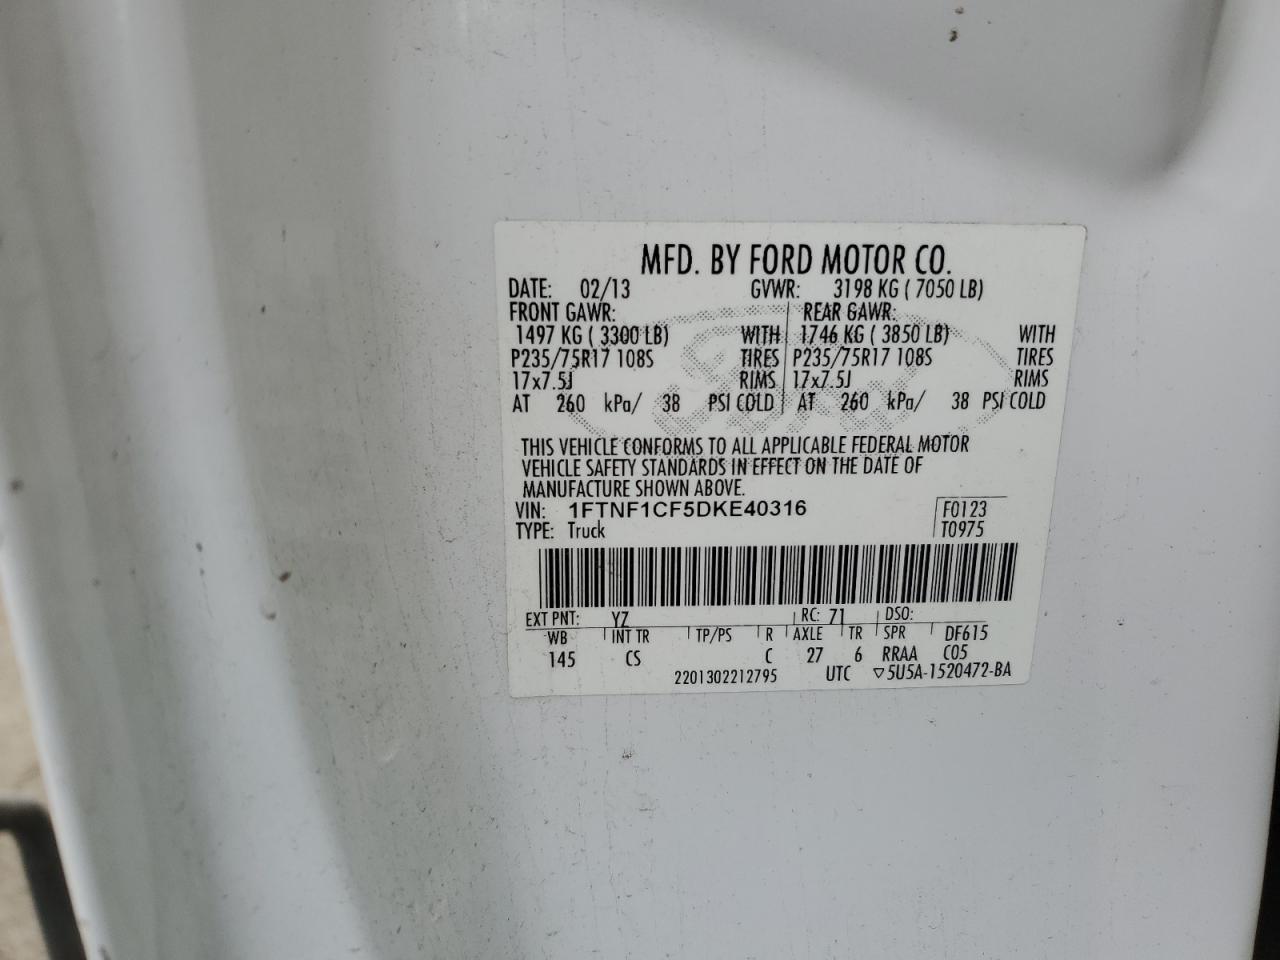 MFD. BY FORD MOTOR CO.
DATE: 02/13 GVWR: 3198 KG ( 7050 LB)
FRONT GAWR: REAR GAWR:
1497 KG ( 3300 LB) WITH 1746 KG ( 3850 LB) WITH
P235/75R17 108S TIRES P235/75R17 108S TIRES
17x7.5J RIMS 17x7.5J RIMS
AT 260 kPa/ 38 PSI COLD AT 260 kPa/ 38 PSI COLD
THIS VEHICLE CONFORMS TO ALL APPLICABLE FEDERAL MOTOR
VEHICLE SAFETY STANDARDS IN EFFECT ON THE DATE OF
MANUFACTURE SHOWN ABOVE.
VIN: 1FTNF1CF5DKE40316 F0123
TYPE: Truck T0975
EXT PNT: YZ RC: 71 DSO:
WB INT TR TP/PS R AXLE TR SPR DF615
145 CS C 27 6 RRAA C05
2201302212795 UTC ▽5U5A-1520472-BA